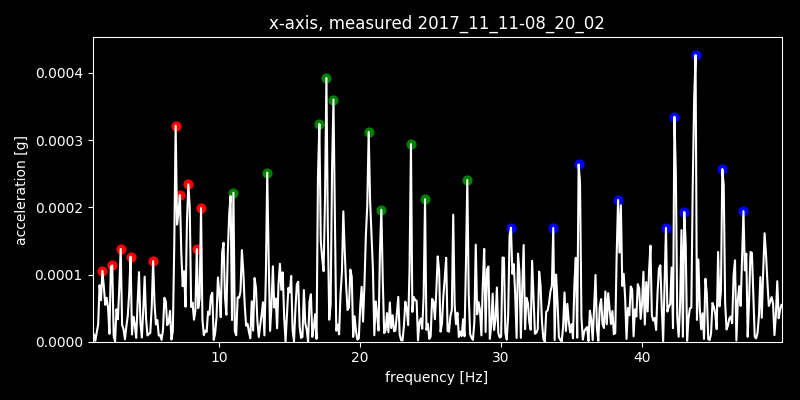 x-axis, measured 2017_11_11-08_20_02
0.0004
0.0003
0.0002
0.0001
0.0000
acceleration [g]
10 20 30 40
frequency [Hz]